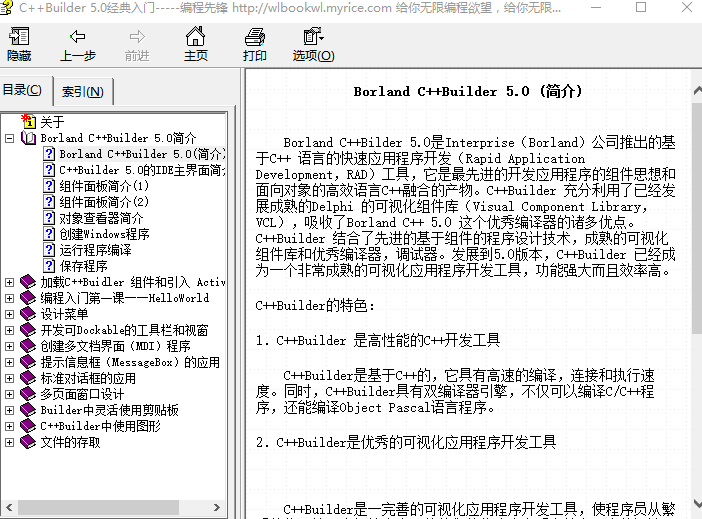 C++Builder 5.0经典入门-----编程先锋 http://wlbookwl.myrice.com 给你无限编程欲望，给你无限...
隐藏
上一步
前进
主页
打印
选项(O)
目录(C)
索引(N)
关于
Borland C++Builder 5.0简介
Borland C++Builder 5.0(简介)
C++Builder 5.0的IDE主界面简
组件面板简介(1)
组件面板简介(2)
对象查看器简介
创建Windows程序
运行程序编译
保存程序
加载C++Buidler 组件和引入 Activ
编程入门第一课一一HelloWorld
设计菜单
开发可Dockable的工具栏和视窗
创建多文档界面（MDI）程序
提示信息框（MessageBox）的应用
标准对话框的应用
多页面窗口设计
Builder中灵活使用剪贴板
C++Builder中使用图形
文件的存取
Borland C++Builder 5.0 (简介)
Borland C++Bilder 5.0是Interprise（Borland）公司推出的基
于C++ 语言的快速应用程序开发（Rapid Application
Development，RAD）工具，它是最先进的开发应用程序的组件思想和
面向对象的高效语言C++融合的产物。C++Builder 充分利用了已经发
展成熟的Delphi 的可视化组件库（Visual Component Library，
VCL），吸收了Borland C++ 5.0 这个优秀编译器的诸多优点。
C++Builder 结合了先进的基于组件的程序设计技术，成熟的可视化
组件库和优秀编译器，调试器。发展到5.0版本，C++Builder 已经成
为一个非常成熟的可视化应用程序开发工具，功能强大而且效率高。
C++Builder的特色：
1．C++Builder 是高性能的C++开发工具
C++Builder是基于C++的，它具有高速的编译，连接和执行速
度。同时，C++Builder具有双编译器引擎，不仅可以编译C/C++程
序，还能编译Object Pascal语言程序。
2．C++Builder是优秀的可视化应用程序开发工具
C++Builder是一完善的可视化应用程序开发工具，使程序员从繁